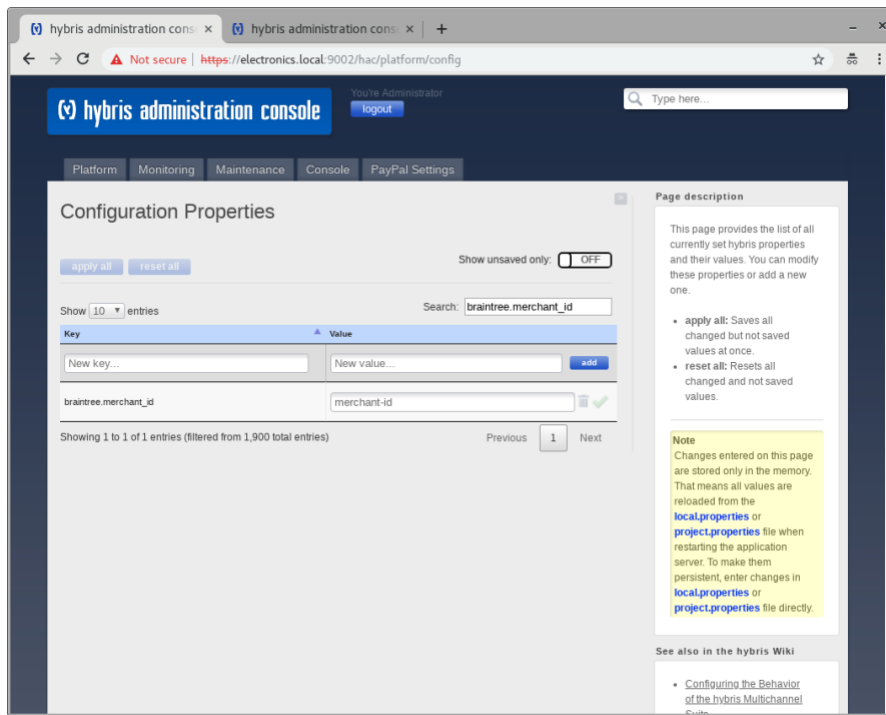 hybris administration cons
hybris administration cons
Not secure
https://electronics.local:9002/hac/platform/config
hybris administration console
You're Administrator
logout
Type here...
Platform
Monitoring
Maintenance
Console
PayPal Settings
Configuration Properties
apply all
reset all
Show unsaved only:
OFF
Show 10 entries
Search: braintree.merchant_id
Key
Value
New key...
New value...
add
braintree.merchant_id
merchant-id
Showing 1 to 1 of 1 entries (filtered from 1,900 total entries)
Previous
1
Next
Page description
This page provides the list of all
currently set hybris properties
and their values. You can modify
these properties or add a new
one.
apply all: Saves all
changed but not saved
values at once.
reset all: Resets all
changed and not saved
values.
Note
Changes entered on this page
are stored only in the memory.
That means all values are
reloaded from the
local.properties or
project.properties file when
restarting the application
server. To make them
persistent, enter changes in
local.properties or
project.properties file directly.
See also in the hybris Wiki
Configuring the Behavior
of the hybris Multichannel
Suite